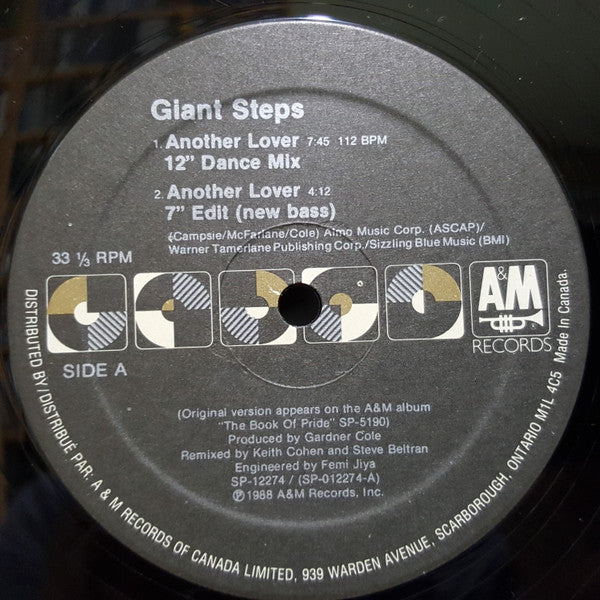 Giant Steps
1. Another Lover 7:45 112 BPM
12" Dance Mix
2. Another Lover 4:12
7" Edit (new bass)
(Campsie/McFarlane/Cole) Almo Music Corp. (ASCAP)/
Warner Tamerlane Publishing Corp./Sizzling Blue Music (BMI)
33 ⅓ RPM
A&M
RECORDS
SIDE A
(Original version appears on the A&M album
"The Book Of Pride" SP-5190)
Produced by Gardner Cole
Remixed by Keith Cohen and Steve Beltran
Engineered by Femi Jiya
SP-12274 / (SP-012274-A)
℗ 1988 A&M Records, Inc.
DISTRIBUTED BY/DISTRIBUÉ PAR. A & M RECORDS OF CANADA LIMITED, 939 WARDEN AVENUE, SCARBOROUGH, ONTARIO M1L 4C5 Made In Canada.